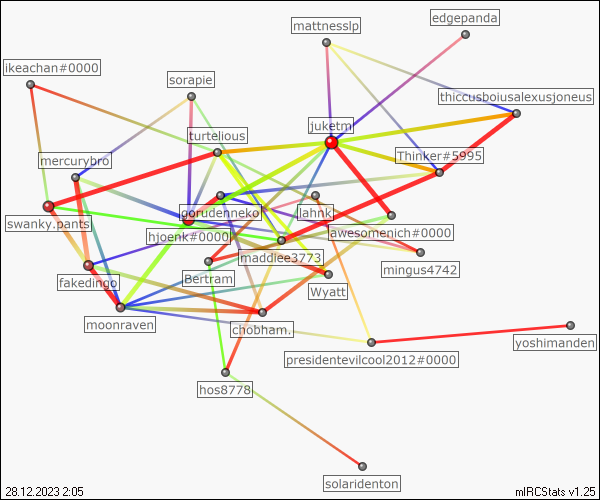 mattnesslp
edgepanda
ikeachan#0000
sorapie
thiccusboiusalexusjoneus
juketm
turtelious
mercurybro
Thinker#5995
gorudenneko
lahnk
swanky.pants
hjoenk#0000
awesomenich#0000
maddiee3773
mingus4742
fakedingo
Bertram
Wyatt
moonraven
chobham.
yoshimanden
presidentevilcool2012#0000
hos8778
solaridenton
28.12.2023 2:05
mIRCStats v1.25